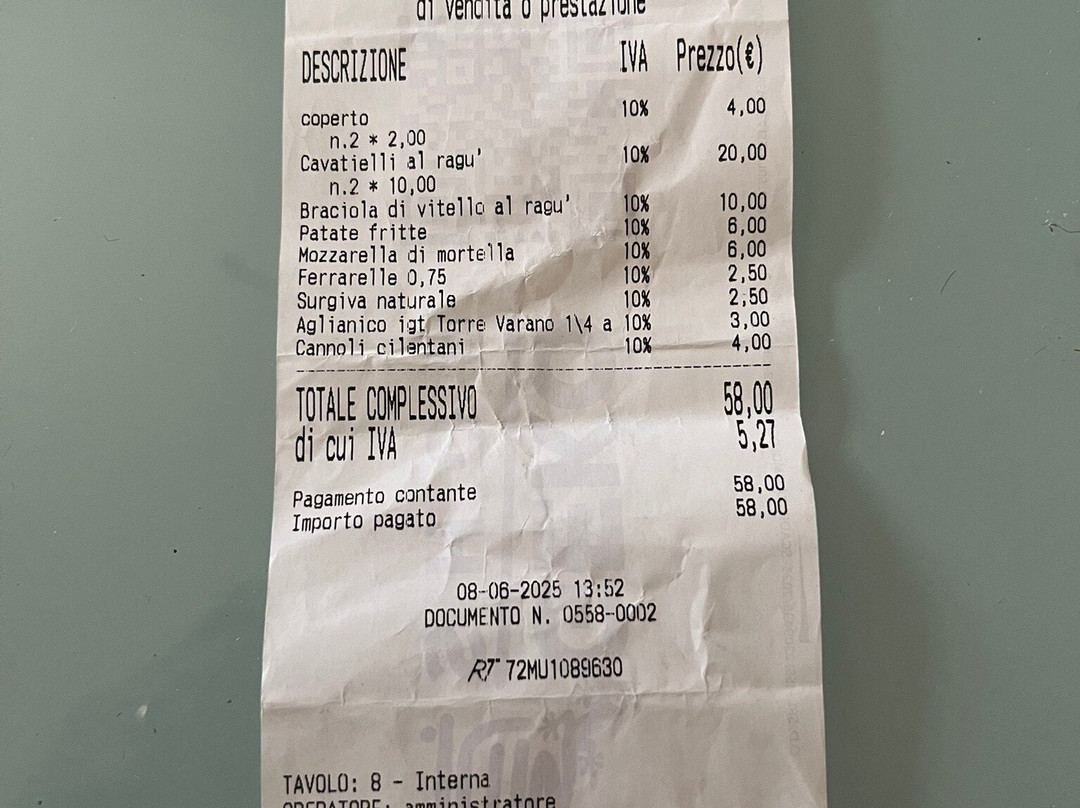 di vendita o prestazione
DESCRIZIONE IVA Prezzo(€)
coperto 10% 4,00
n.2 * 2,00
Cavatielli al ragu' 10% 20,00
n.2 * 10,00
Braciola di vitello al ragu' 10% 10,00
Patate fritte 10% 6,00
Mozzarella di mortella 10% 6,00
Ferrarelle 0,75 10% 2,50
Surgiva naturale 10% 2,50
Aglianico igt Torre Varano 1\4 a 10% 3,00
Cannoli cilentani 10% 4,00
TOTALE COMPLESSIVO 58,00
di cui IVA 5,27
Pagamento contante 58,00
Importo pagato 58,00
08-06-2025 13:52
DOCUMENTO N. 0558-0002
RT 72MU1089630
TAVOLO: 8 - Interna
OPERATORE: amministratore